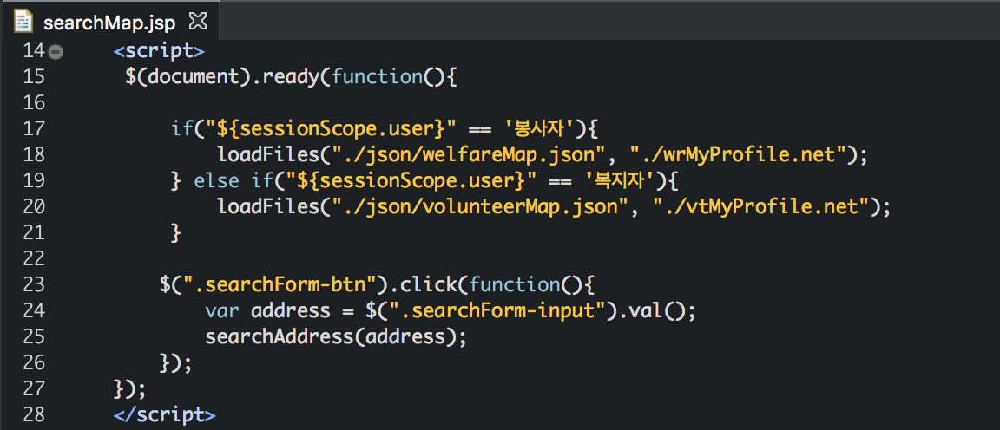 searchMap.jsp
14 <script>
15 $(document).ready(function(){
16
17 if("${sessionScope.user}" == '봉사자'){
18 loadFiles("./json/welfareMap.json", "./wrMyProfile.net");
19 } else if("${sessionScope.user}" == '복지자'){
20 loadFiles("./json/volunteerMap.json", "./vtMyProfile.net");
21 }
22
23 $(".searchForm-btn").click(function(){
24 var address = $(".searchForm-input").val();
25 searchAddress(address);
26 });
27 });
28 </script>